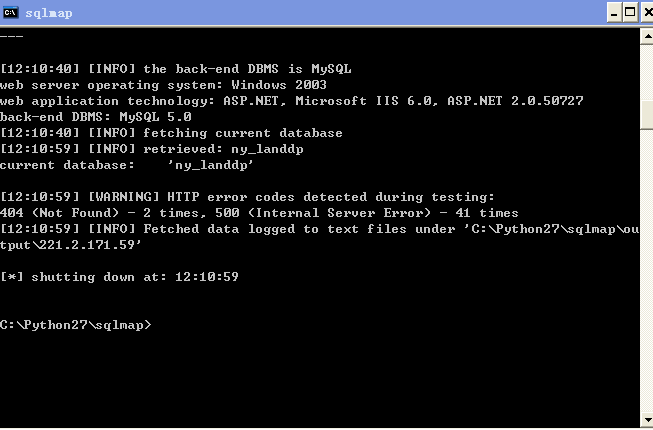 sqlmap
---
[12:10:40] [INFO] the back-end DBMS is MySQL
web server operating system: Windows 2003
web application technology: ASP.NET, Microsoft IIS 6.0, ASP.NET 2.0.50727
back-end DBMS: MySQL 5.0
[12:10:40] [INFO] fetching current database
[12:10:59] [INFO] retrieved: ny_landdp
current database:    'ny_landdp'
[12:10:59] [WARNING] HTTP error codes detected during testing:
404 (Not Found) - 2 times, 500 (Internal Server Error) - 41 times
[12:10:59] [INFO] Fetched data logged to text files under 'C:\Python27\sqlmap\ou
tput\221.2.171.59'
[*] shutting down at: 12:10:59
C:\Python27\sqlmap>